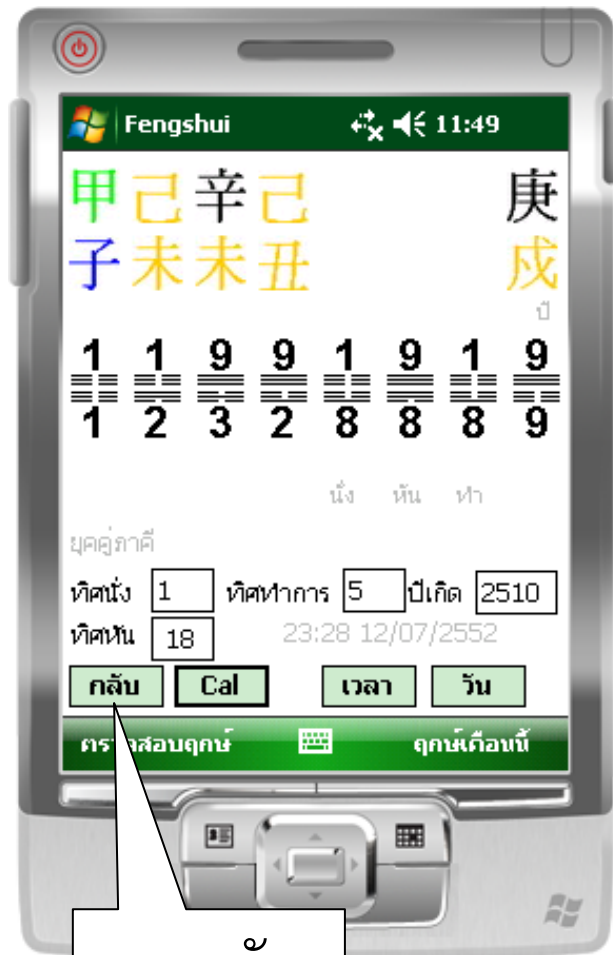 Fengshui 11:49
甲己辛己 庚
子未未丑 戍
ปี
1 1 9 9 1 9 1 9
1 2 3 2 8 8 8 9
นั่ง หัน ทำ
ยุคคู่ภาคี
ทิศนั่ง 1 ทิศทำการ 5 ปีเกิด 2510
ทิศหัน 18 23:28 12/07/2552
กลับ Cal เวลา วัน
ตรวจสอบฤกษ์ ฤกษ์เดือนนี้